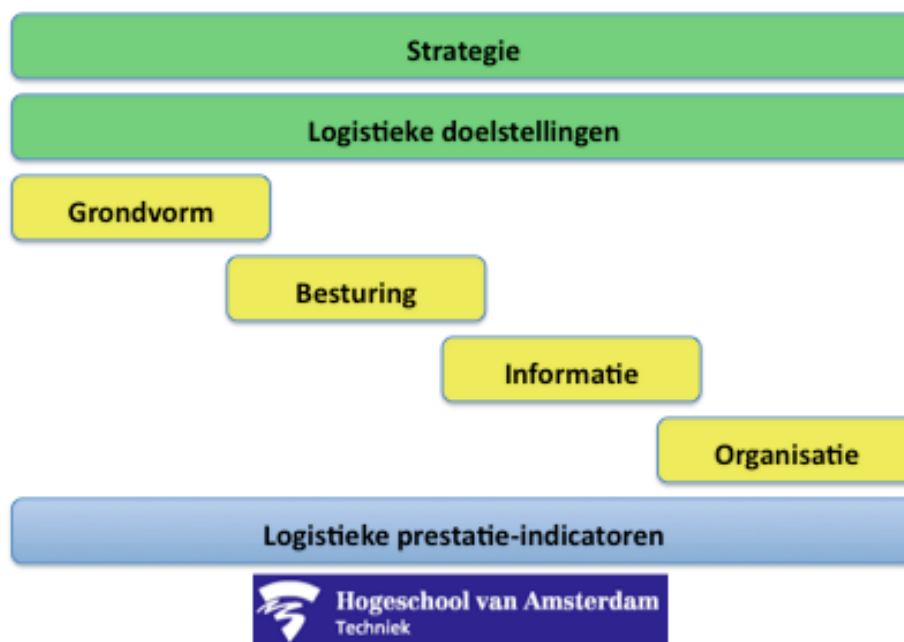 Strategie
Logistieke doelstellingen
Grondvorm
Besturing
Informatie
Organisatie
Logistieke prestatie-indicatoren
Hogeschool van Amsterdam
Techniek